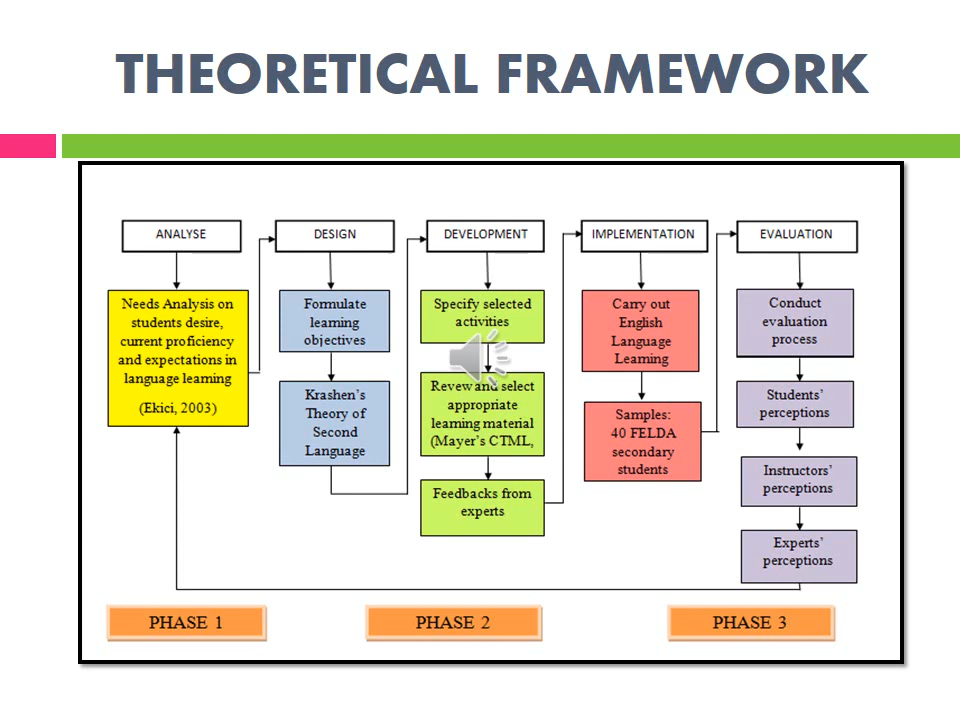 THEORETICAL FRAMEWORK
ANALYSE
Needs Analysis on
students desire,
current proficiency
and expectations in
language learning
(Ekici, 2003)
DESIGN
Formulate
learning
objectives
Krashen's
Theory of
Second
Language
DEVELOPMENT
Specify selected
activities
Revew and select
appropriate
learning material
(Mayer's CTML,
Feedbacks from
experts
IMPLEMENTATION
Carry out
English
Language
Learning
Samples:
40 FELDA
secondary
students
EVALUATION
Conduct
evaluation
process
Students'
perceptions
Instructors'
perceptions
Experts'
perceptions
PHASE 1
PHASE 2
PHASE 3